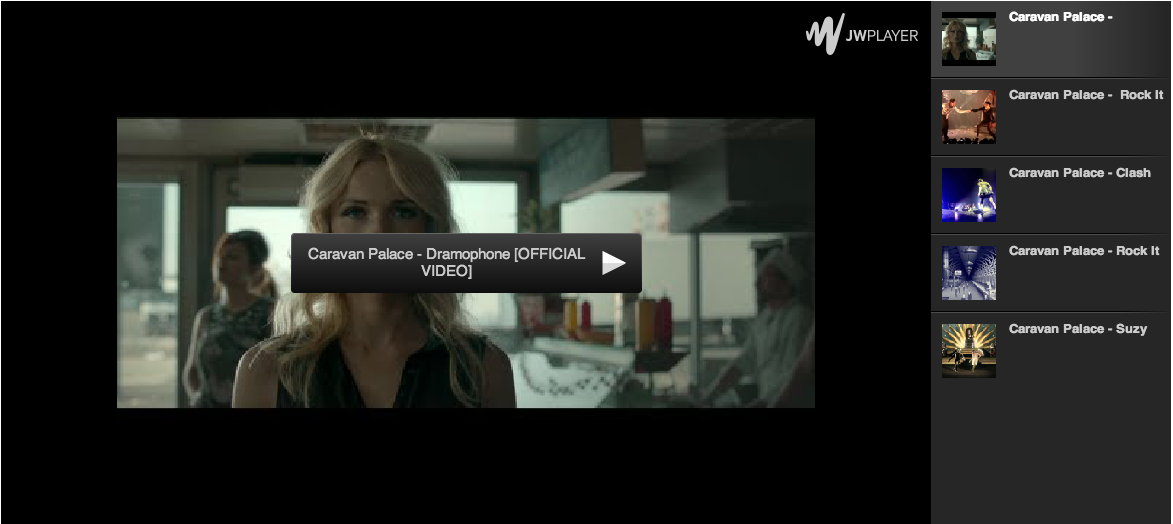 JWPLAYER
Caravan Palace - Dramophone [OFFICIAL
VIDEO]
Caravan Palace -
Caravan Palace -  Rock It
Caravan Palace - Clash
Caravan Palace - Rock It
Caravan Palace - Suzy